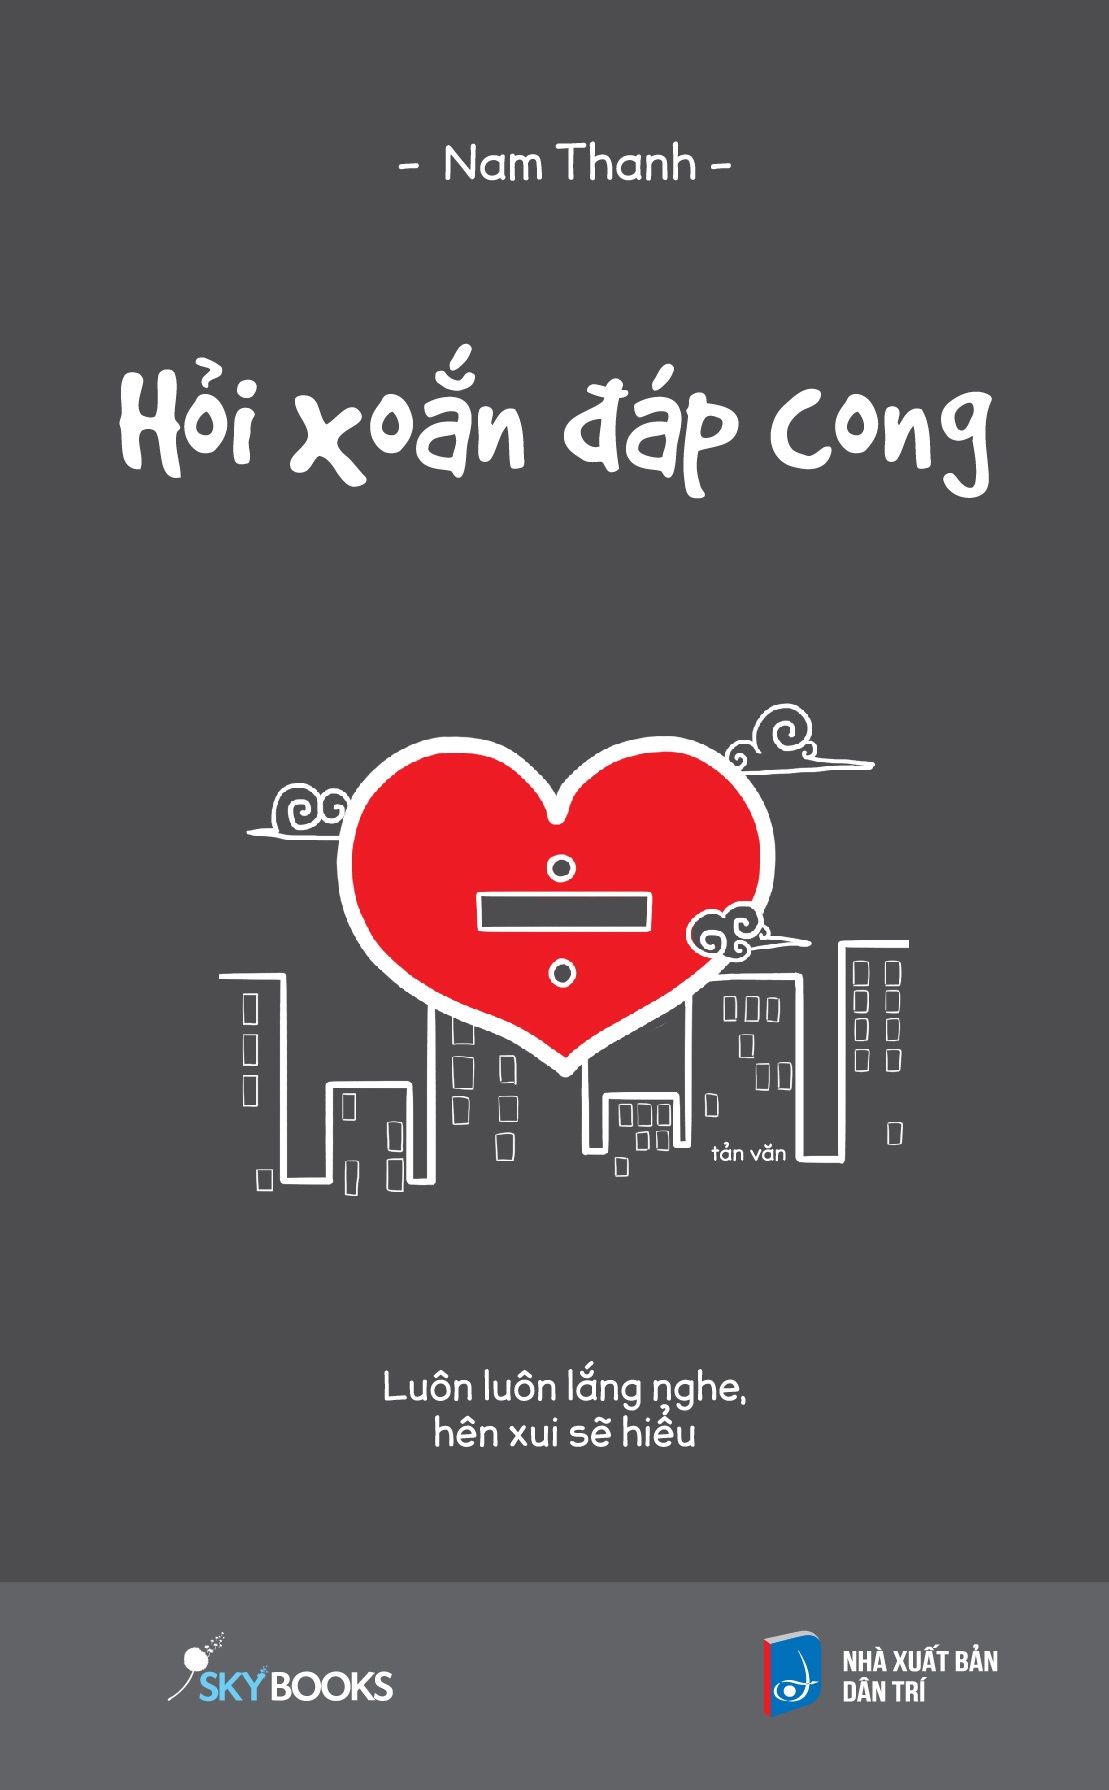 - Nam Thanh -
Hỏi xoắn đáp cong
tản văn
Luôn luôn lắng nghe,
hên xui sẽ hiểu
SKYBOOKS
NHÀ XUẤT BẢN
DÂN TRÍ